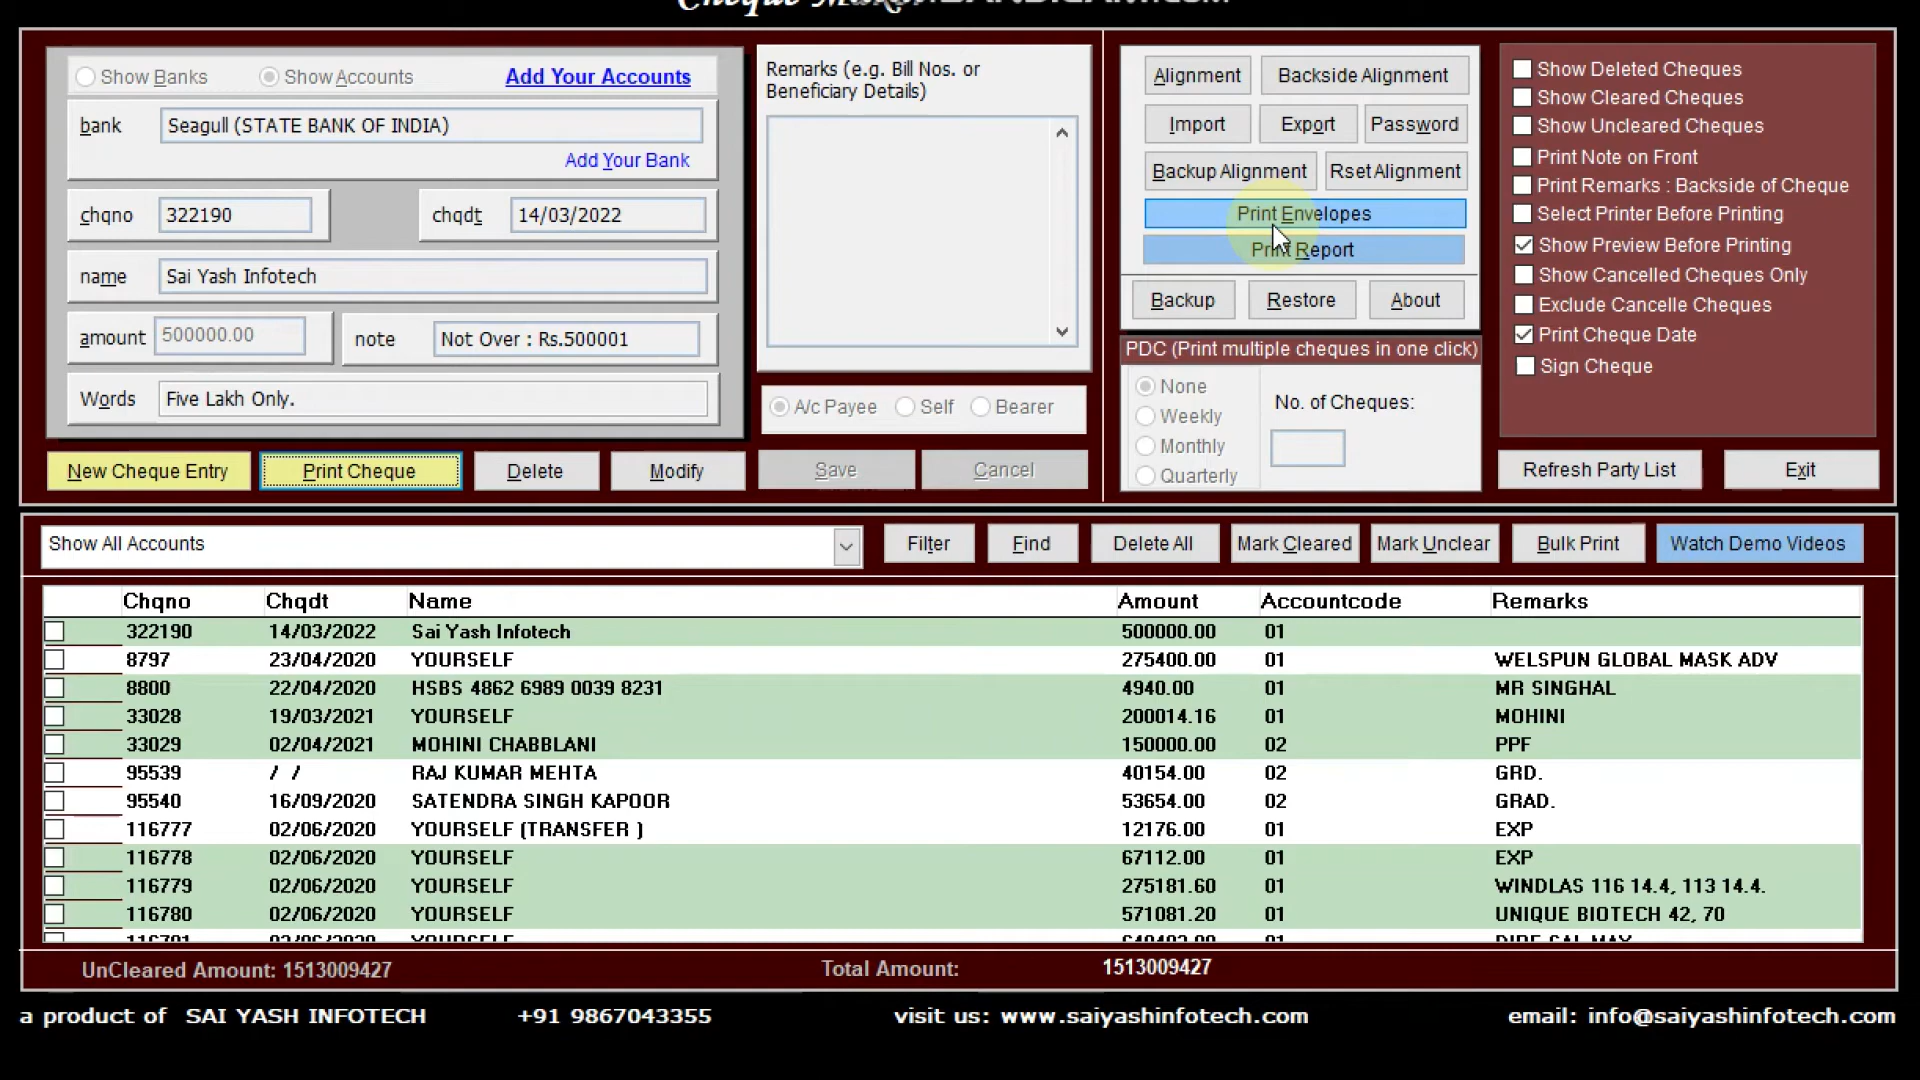 Cheque
Show Banks Show Accounts Add Your Accounts
bank Seagull (STATE BANK OF INDIA)
Add Your Bank
chqno 322190 chqdt 14/03/2022
name Sai Yash Infotech
amount 500000.00 note Not Over : Rs.500001
Words Five Lakh Only.
New Cheque Entry Print Cheque Delete Modify Save Cancel
Remarks (e.g. Bill Nos. or
Beneficiary Details)
A/c Payee Self Bearer
Alignment Backside Alignment
Import Export Password
Backup Alignment Rset Alignment
Print Envelopes
Print Report
Backup Restore About
PDC (Print multiple cheques in one click)
None
Weekly
Monthly
Quarterly
No. of Cheques:
Show Deleted Cheques
Show Cleared Cheques
Show Uncleared Cheques
Print Note on Front
Print Remarks : Backside of Cheque
Select Printer Before Printing
Show Preview Before Printing
Show Cancelled Cheques Only
Exclude Cancelle Cheques
Print Cheque Date
Sign Cheque
Refresh Party List Exit
Show All Accounts Filter Find Delete All Mark Cleared Mark Unclear Bulk Print Watch Demo Videos
Chqno Chqdt Name Amount Accountcode Remarks
322190 14/03/2022 Sai Yash Infotech 500000.00 01
8797 23/04/2020 YOURSELF 275400.00 01 WELSPUN GLOBAL MASK ADV
8800 22/04/2020 HSBS 4862 6989 0039 8231 4940.00 01 MR SINGHAL
33028 19/03/2021 YOURSELF 200014.16 01 MOHINI
33029 02/04/2021 MOHINI CHABBLANI 150000.00 02 PPF
95539 / / RAJ KUMAR MEHTA 40154.00 02 GRD.
95540 16/09/2020 SATENDRA SINGH KAPOOR 53654.00 02 GRAD.
116777 02/06/2020 YOURSELF (TRANSFER ) 12176.00 01 EXP
116778 02/06/2020 YOURSELF 67112.00 01 EXP
116779 02/06/2020 YOURSELF 275181.60 01 WINDLAS 116 14.4, 113 14.4.
116780 02/06/2020 YOURSELF 571081.20 01 UNIQUE BIOTECH 42, 70
UnCleared Amount: 1513009427 Total Amount: 1513009427
a product of SAI YASH INFOTECH +91 9867043355 visit us: www.saiyashinfotech.com email: info@saiyashinfotech.com